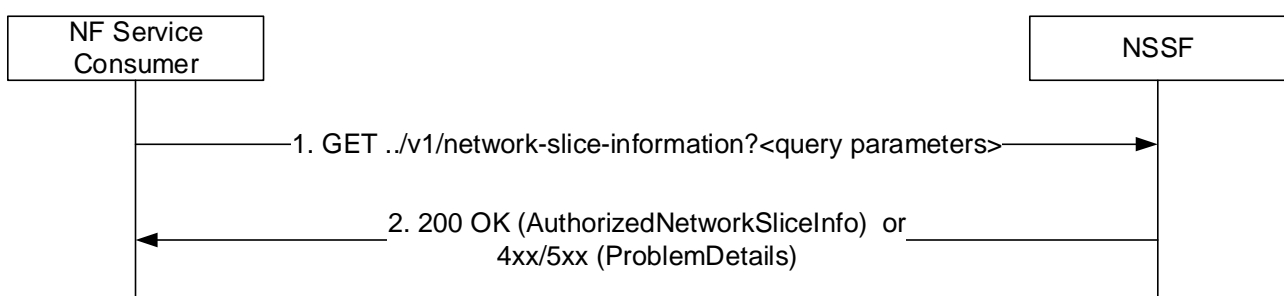 NF Service
Consumer
NSSF
1. GET ../v1/network-slice-information?<query parameters>
2. 200 OK (AuthorizedNetworkSliceInfo) or
4xx/5xx (ProblemDetails)